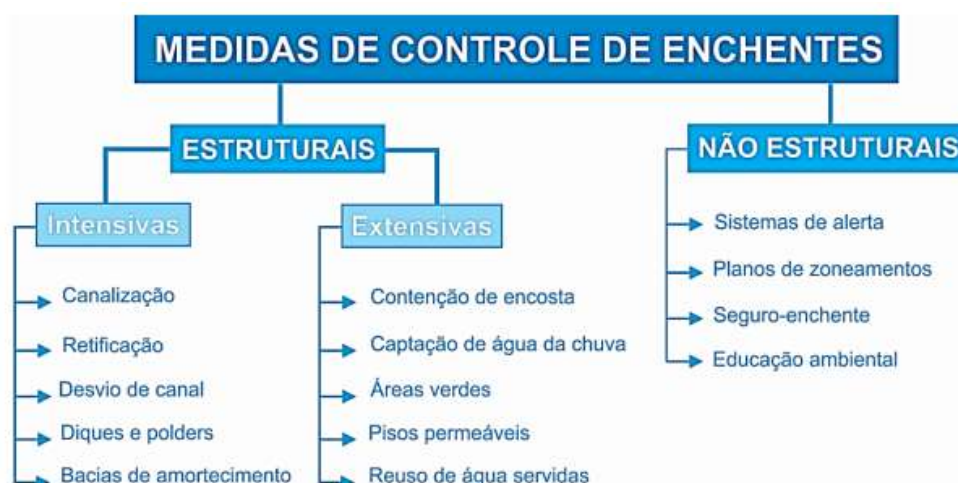 MEDIDAS DE CONTROLE DE ENCHENTES
ESTRUTURAIS
Intensivas
Canalização
Retificação
Desvio de canal
Diques e polders
Bacias de amortecimento
Extensivas
Contenção de encosta
Captação de água da chuva
Áreas verdes
Pisos permeáveis
Reuso de água servidas
NÃO ESTRUTURAIS
Sistemas de alerta
Planos de zoneamentos
Seguro-enchente
Educação ambiental